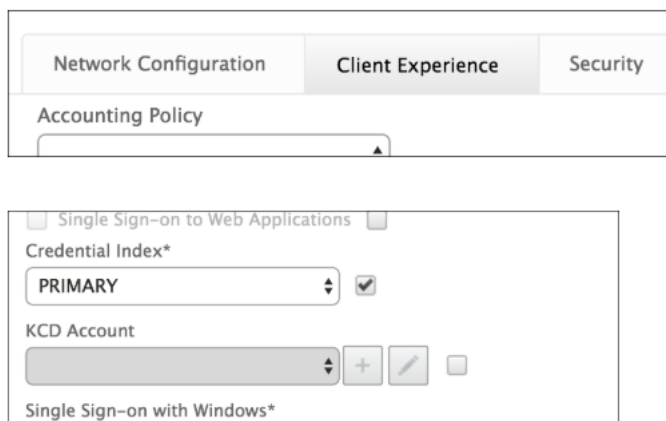 Network Configuration Client Experience Security
Accounting Policy
Single Sign-on to Web Applications
Credential Index*
PRIMARY
KCD Account
Single Sign-on with Windows*